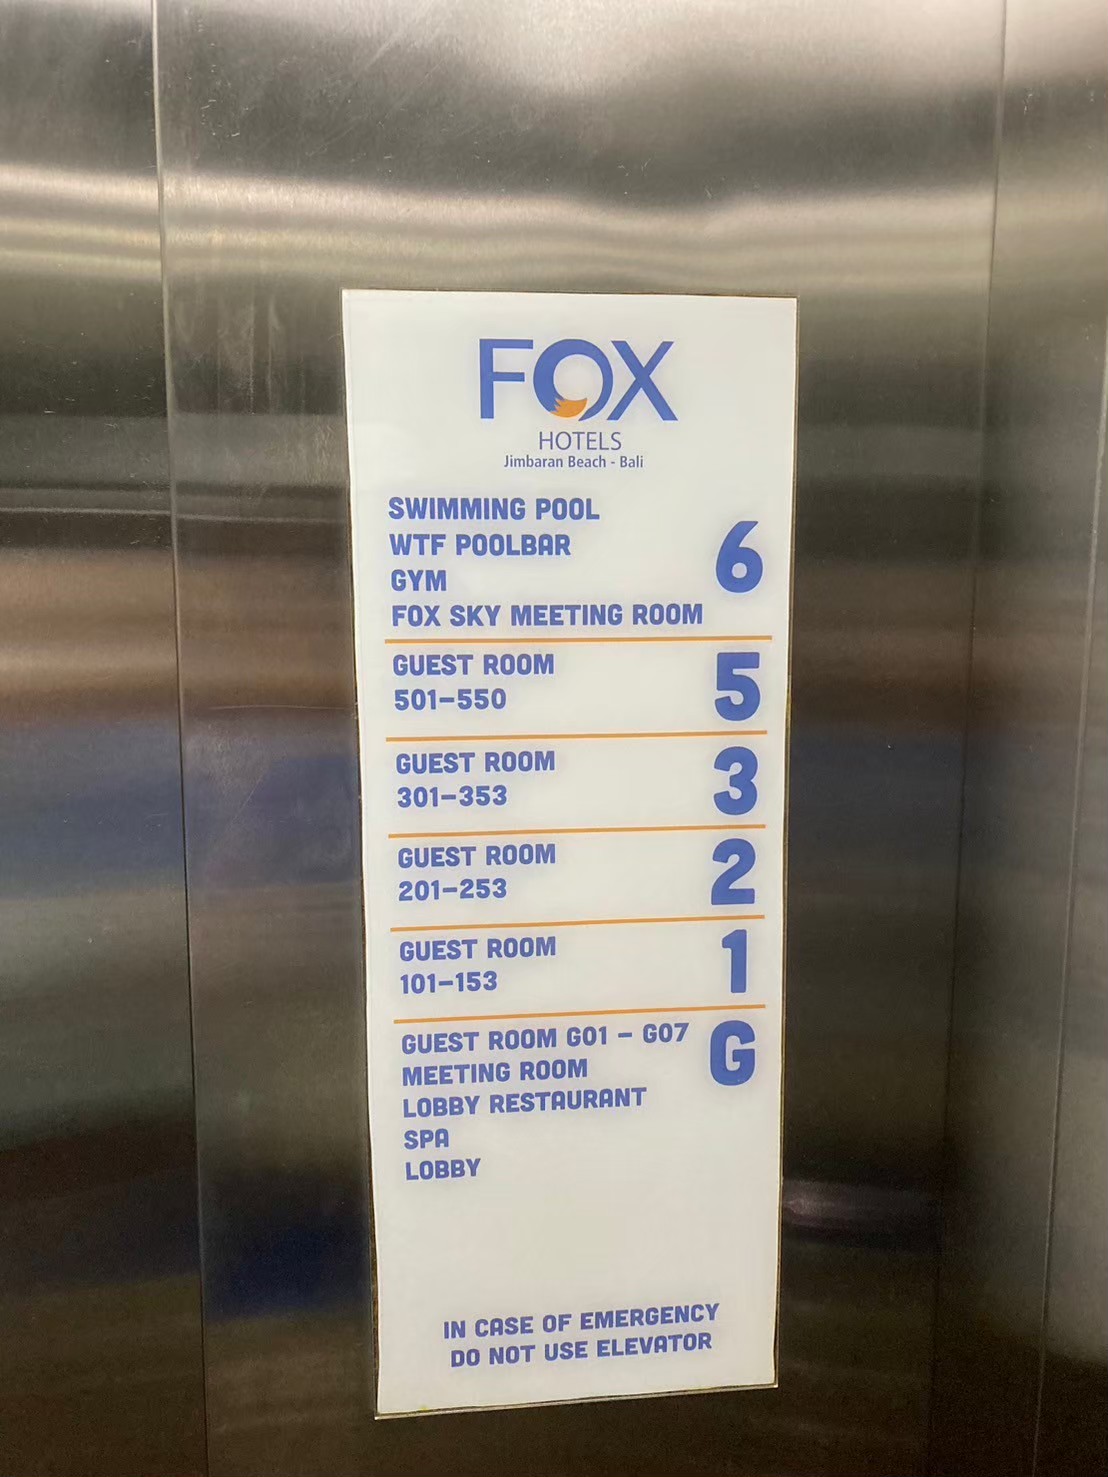 FOX
HOTELS
Jimbaran Beach - Bali
SWIMMING POOL
WTF POOLBAR
GYM
FOX SKY MEETING ROOM
6
GUEST ROOM
501-550
5
GUEST ROOM
301-353
3
GUEST ROOM
201-253
2
GUEST ROOM
101-153
1
GUEST ROOM G01 - G07
MEETING ROOM
LOBBY RESTAURANT
SPA
LOBBY
G
IN CASE OF EMERGENCY
DO NOT USE ELEVATOR